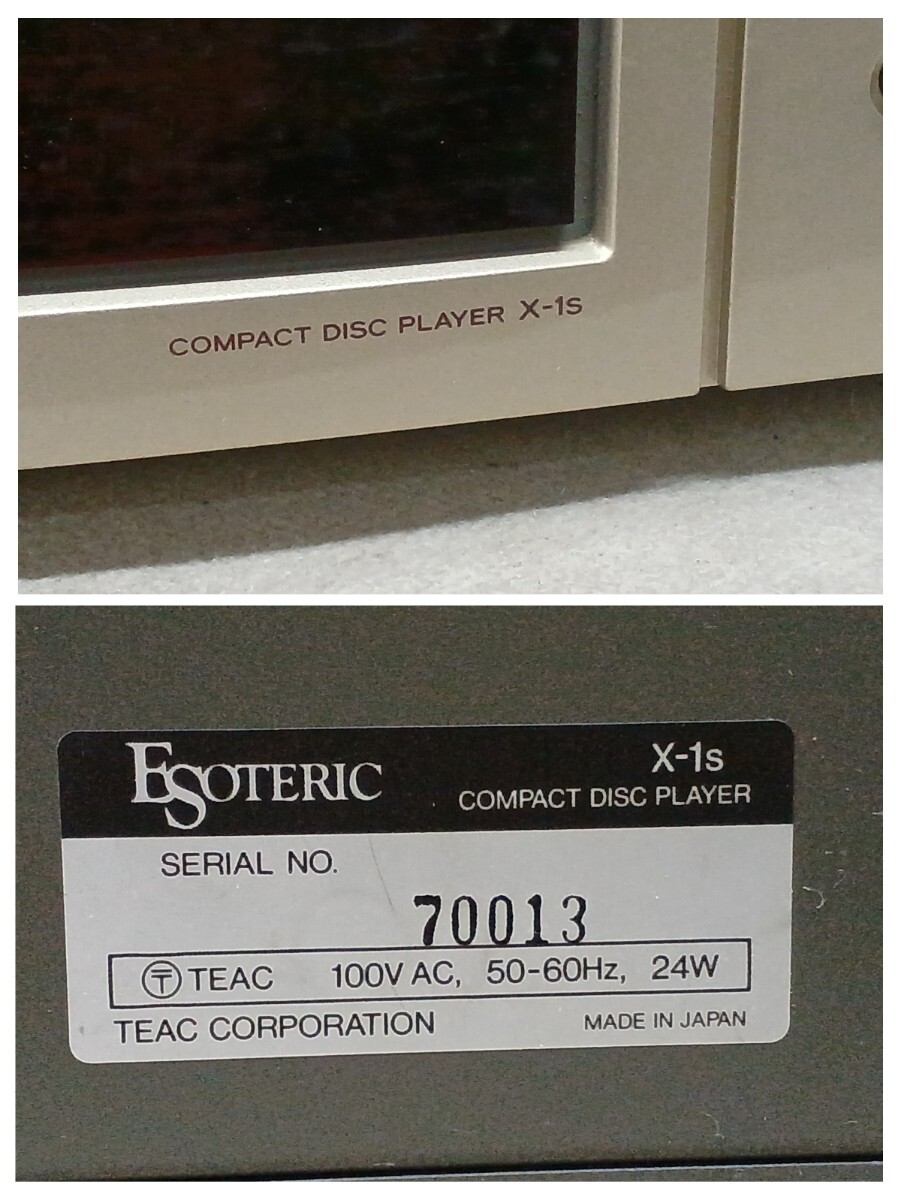 COMPACT DISC PLAYER X-1s
ESOTERIC
X-1s
COMPACT DISC PLAYER
SERIAL NO.
70013
〒 TEAC 100V AC, 50-60Hz, 24W
TEAC CORPORATION MADE IN JAPAN